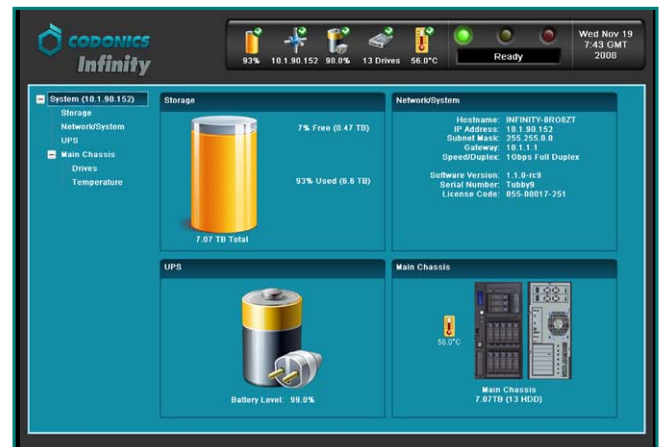 CODONICS
Infinity
93%
10.1.90.152
98.0%
13 Drives
56.0°C
Ready
Wed Nov 19
7:43 GMT
2008
System (10.1.90.152)
Storage
Network/System
UPS
Main Chassis
Drives
Temperature
Storage
7% Free (0.47 TB)
93% Used (6.6 TB)
7.07 TB Total
Network/System
Hostname: INFINITY-8RO8ZT
IP Address: 10.1.90.152
Subnet Mask: 255.255.0.0
Gateway: 10.1.1.1
Speed/Duplex: 1Gbps Full Duplex
Software Version: 1.1.0-rc9
Serial Number: Tubby9
License Code: 055-00017-251
UPS
Battery Level: 99.0%
Main Chassis
56.0°C
Main Chassis
7.07TB (13 HDD)